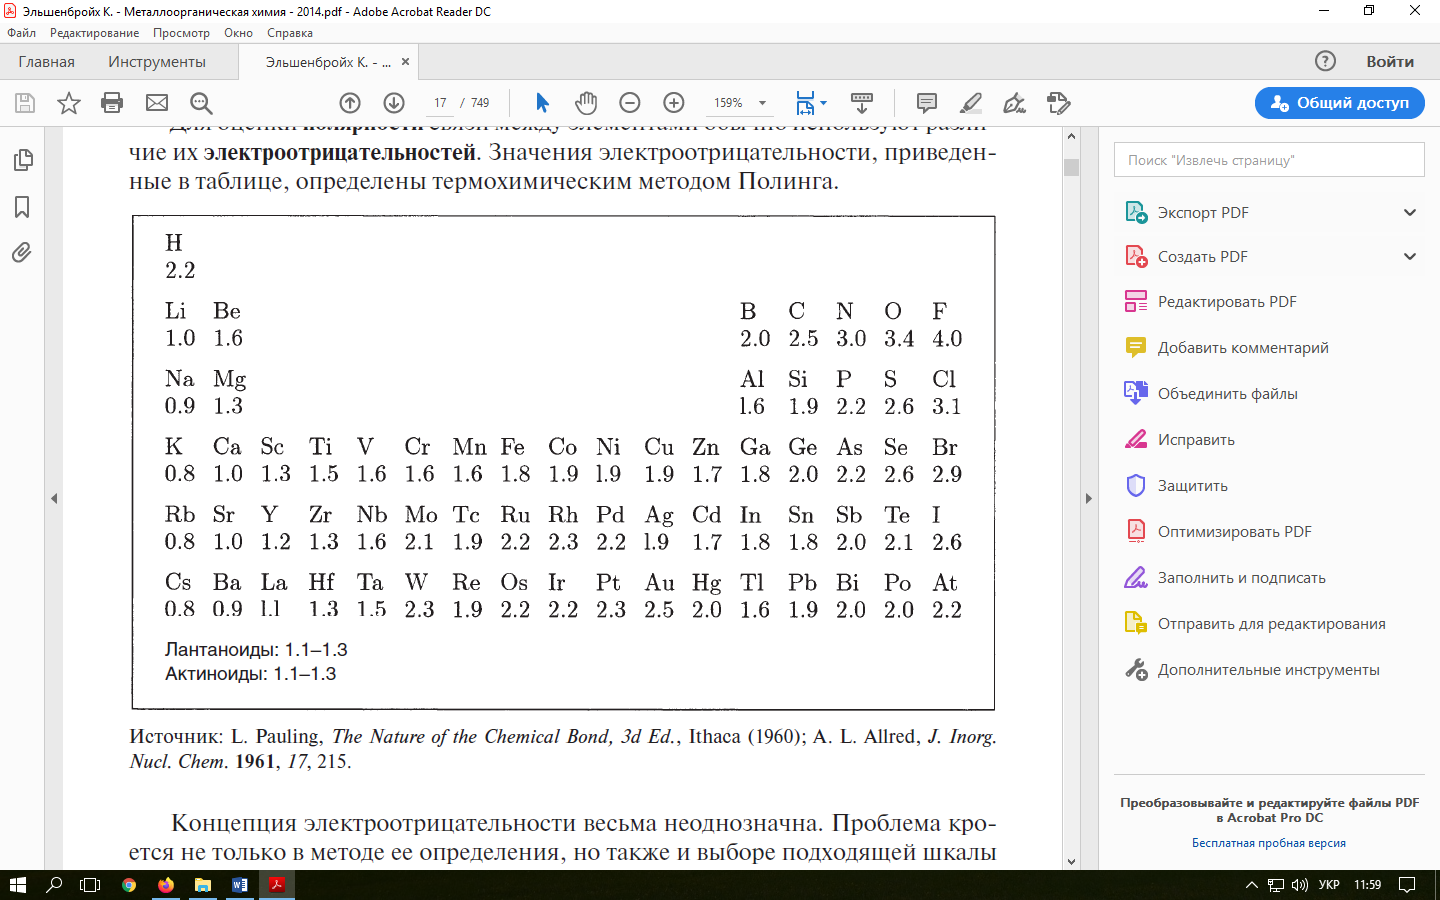 Эльшенбройх К. - Металлоорганическая химия - 2014.pdf - Adobe Acrobat Reader DC
Файл Редактирование Просмотр Окно Справка
Главная Инструменты Эльшенбройх К. - ... × Войти
17 / 749 159% Общий доступ
Для оценки полярности связи между элементами обычно используют разли-
чие их электроотрицательностей. Значения электроотрицательности, приведен-
ные в таблице, определены термохимическим методом Полинга.
H
2.2
Li Be B C N O F
1.0 1.6 2.0 2.5 3.0 3.4 4.0
Na Mg Al Si P S Cl
0.9 1.3 1.6 1.9 2.2 2.6 3.1
K Ca Sc Ti V Cr Mn Fe Co Ni Cu Zn Ga Ge As Se Br
0.8 1.0 1.3 1.5 1.6 1.6 1.6 1.8 1.9 1.9 1.9 1.7 1.8 2.0 2.2 2.6 2.9
Rb Sr Y Zr Nb Mo Tc Ru Rh Pd Ag Cd In Sn Sb Te I
0.8 1.0 1.2 1.3 1.6 2.1 1.9 2.2 2.3 2.2 1.9 1.7 1.8 1.8 2.0 2.1 2.6
Cs Ba La Hf Ta W Re Os Ir Pt Au Hg Tl Pb Bi Po At
0.8 0.9 1.1 1.3 1.5 2.3 1.9 2.2 2.2 2.3 2.5 2.0 1.6 1.9 2.0 2.0 2.2
Лантаноиды: 1.1–1.3
Актиноиды: 1.1–1.3
Источник: L. Pauling, The Nature of the Chemical Bond, 3d Ed., Ithaca (1960); A. L. Allred, J. Inorg.
Nucl. Chem. 1961, 17, 215.
Концепция электроотрицательности весьма неоднозначна. Проблема кро-
ется не только в методе ее определения, но также и выборе подходящей шкалы
Поиск "Извлечь страницу"
Экспорт PDF
Создать PDF
Редактировать PDF
Добавить комментарий
Объединить файлы
Исправить
Защитить
Оптимизировать PDF
Заполнить и подписать
Отправить для редактирования
Дополнительные инструменты
Преобразовывайте и редактируйте файлы PDF
в Acrobat Pro DC
Бесплатная пробная версия
УКР 11:59